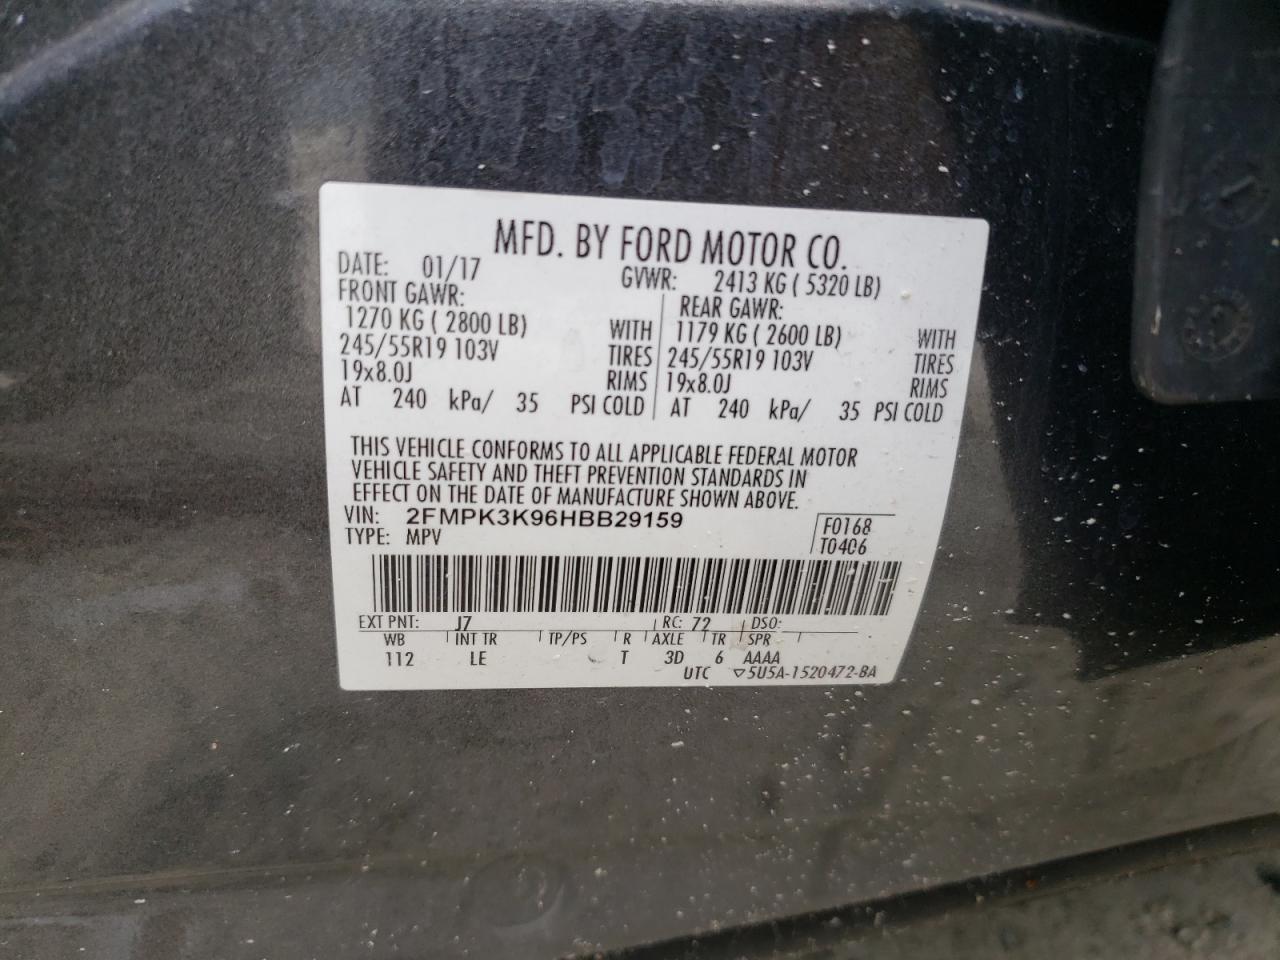 MFD. BY FORD MOTOR CO.
DATE: 01/17 GVWR: 2413 KG ( 5320 LB)
FRONT GAWR: REAR GAWR:
1270 KG ( 2800 LB) WITH 1179 KG ( 2600 LB) WITH
245/55R19 103V TIRES 245/55R19 103V TIRES
19x8.0J RIMS 19x8.0J RIMS
AT 240 kPa/ 35 PSI COLD AT 240 kPa/ 35 PSI COLD
THIS VEHICLE CONFORMS TO ALL APPLICABLE FEDERAL MOTOR
VEHICLE SAFETY AND THEFT PREVENTION STANDARDS IN
EFFECT ON THE DATE OF MANUFACTURE SHOWN ABOVE.
VIN: 2FMPK3K96HBB29159 F0168
TYPE: MPV T0406
EXT PNT: J7 RC: 72 DSO:
WB INT TR TP/PS R AXLE TR SPR
112 LE T 3D 6 AAAA
UTC ▽5U5A-1520472-BA